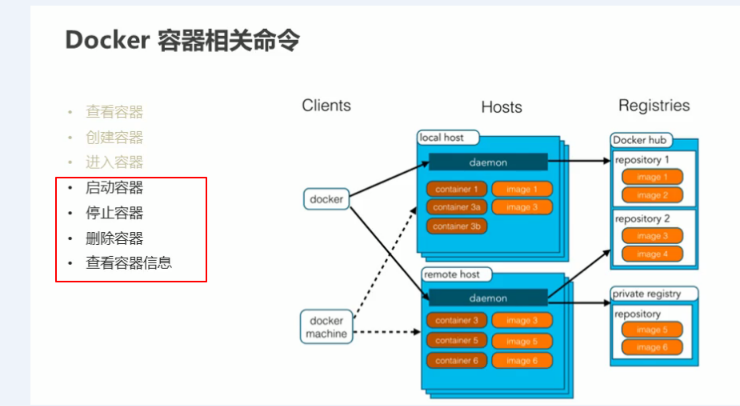 Docker 容器相关命令
• 查看容器
• 创建容器
• 进入容器
• 启动容器
• 停止容器
• 删除容器
• 查看容器信息
Clients
Hosts
Registries
docker
docker
machine
local host
daemon
container 1
image 1
container 3a
image 3
container 3b
remote host
daemon
container 3
image 3
container 5
image 5
container 6
image 6
Docker hub
repository 1
image 1
image 2
repository 2
image 3
image 4
private registry
repository
image 5
image 6